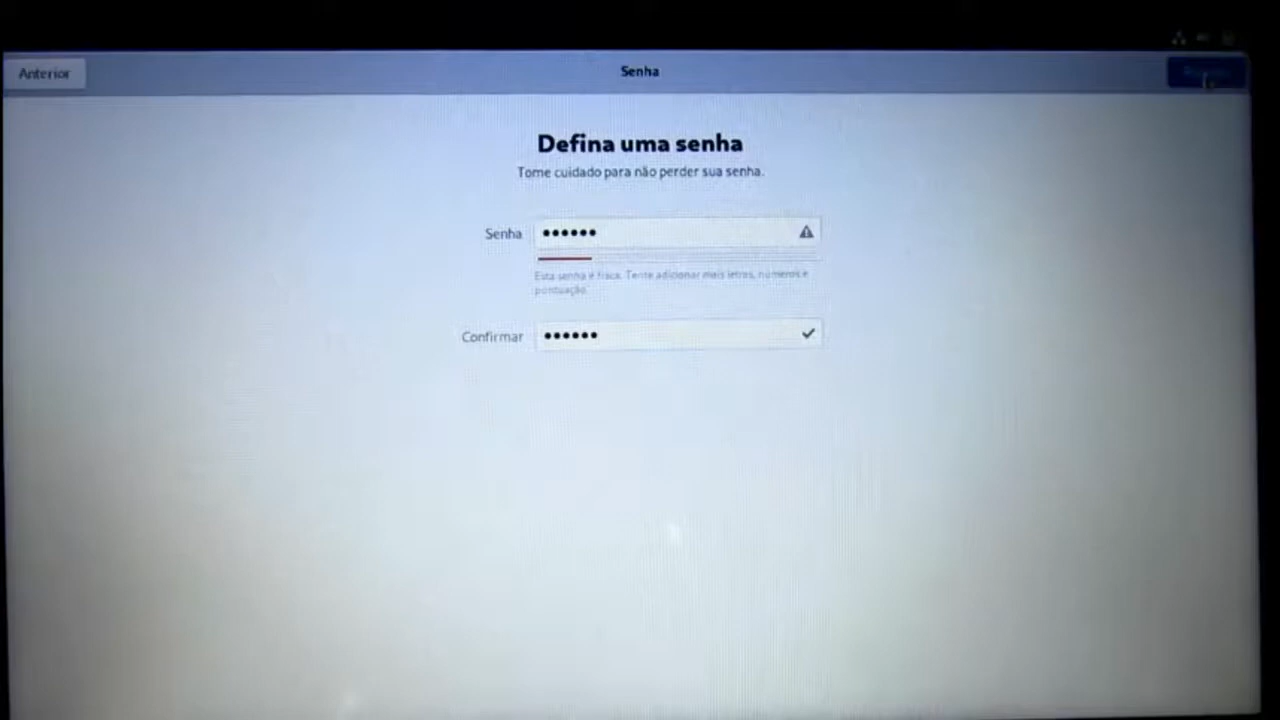 Anterior
Senha
Defina uma senha
Tome cuidado para não perder sua senha.
Senha
Esta senha é fraca. Tente adicionar mais letras, números e
pontuação.
Confirmar